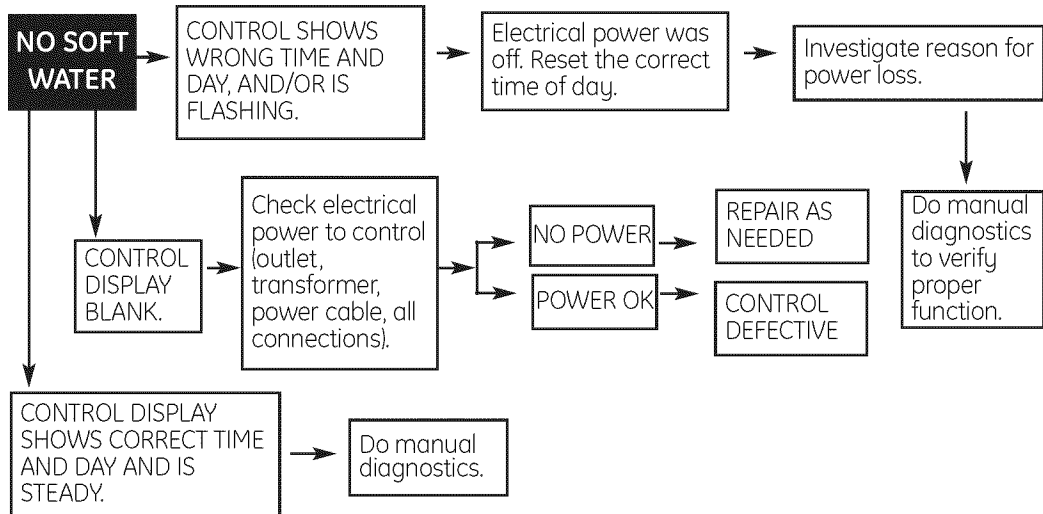 NO SOFT
WATER
CONTROL SHOWS
WRONG TIME AND
DAY, AND/OR IS
FLASHING.
Electrical power was
off. Reset the correct
time of day.
Investigate reason for
power loss.
Do manual
diagnostics
to verify
proper
function.
CONTROL
DISPLAY
BLANK.
Check electrical
power to control
(outlet,
transformer,
power cable, all
connections).
NO POWER
REPAIR AS
NEEDED
POWER OK
CONTROL
DEFECTIVE
CONTROL DISPLAY
SHOWS CORRECT TIME
AND DAY AND IS
STEADY.
Do manual
diagnostics.